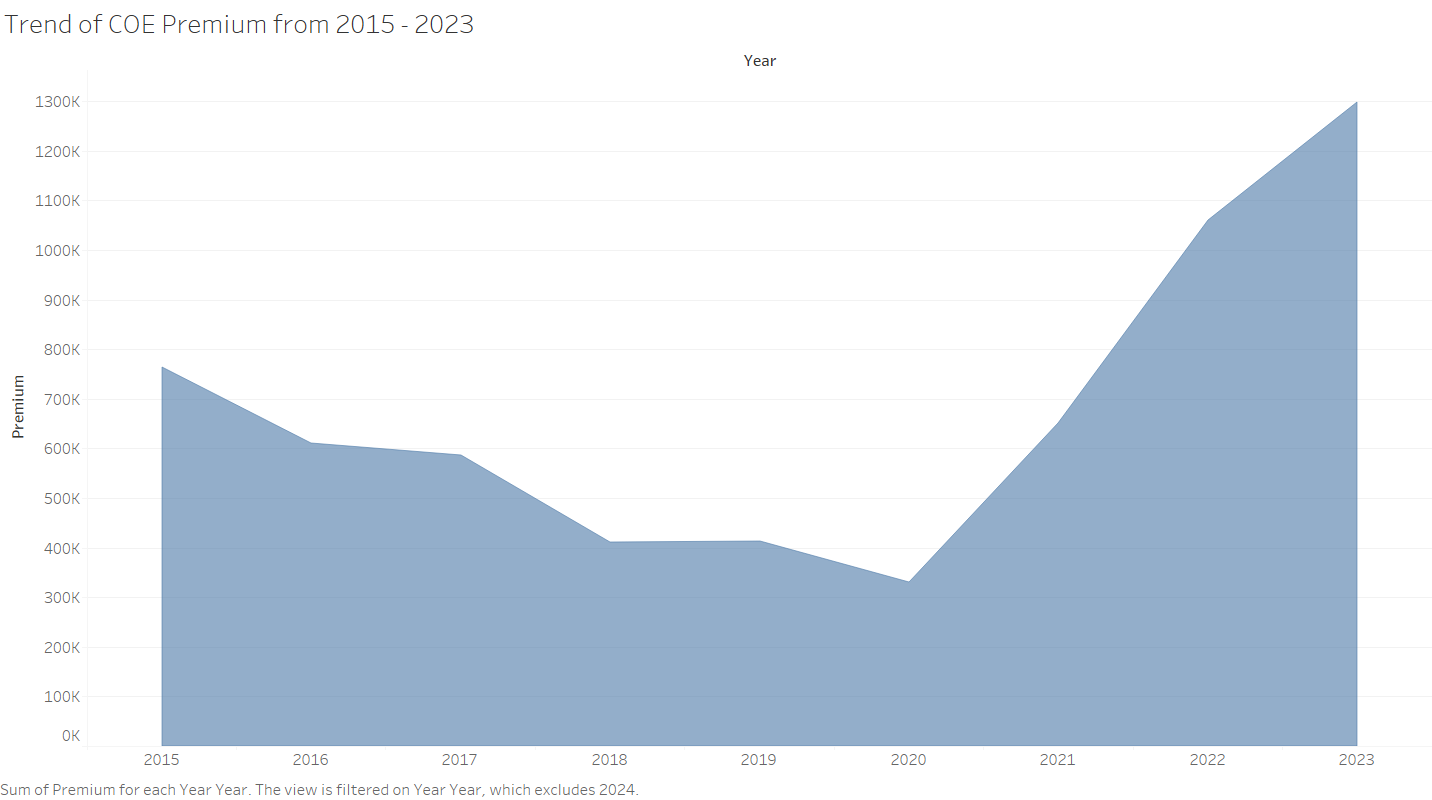 Trend of COE Premium from 2015 - 2023
Year
1300K
1200K
1100K
1000K
900K
800K
700K
600K
500K
400K
300K
200K
100K
0K
Premium
2015 2016 2017 2018 2019 2020 2021 2022 2023
Sum of Premium for each Year Year. The view is filtered on Year Year, which excludes 2024.